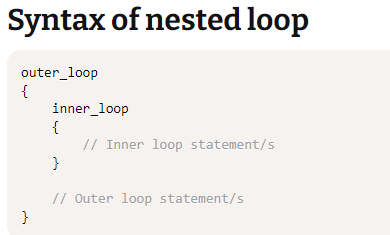 Syntax of nested loop
outer_loop
{
    inner_loop
    {
        // Inner loop statement/s
    }

    // Outer loop statement/s
}